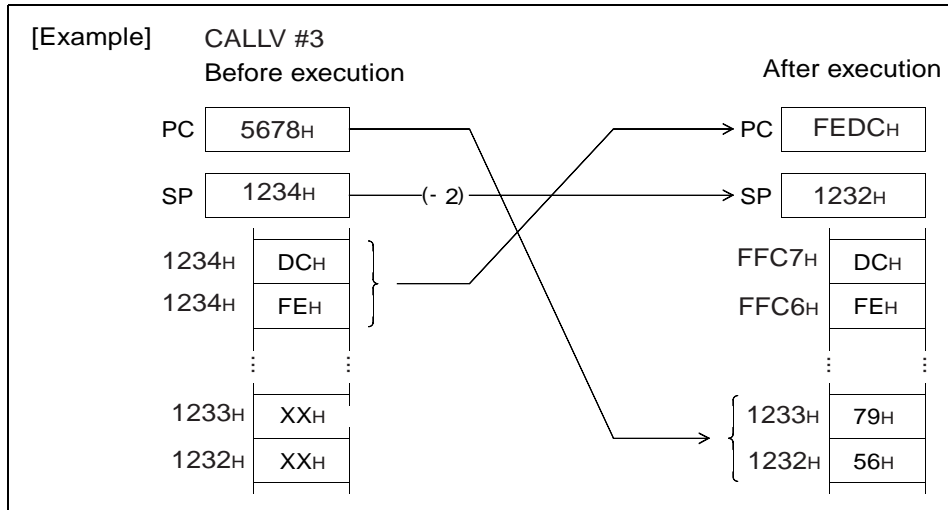 [Example] CALLV #3
Before execution After execution
PC 5678H PC FEDCH
SP 1234H (- 2) SP 1232H
1234H DCH FFC7H DCH
1234H FEH FFC6H FEH
1233H XXH 1233H 79H
1232H XXH 1232H 56H